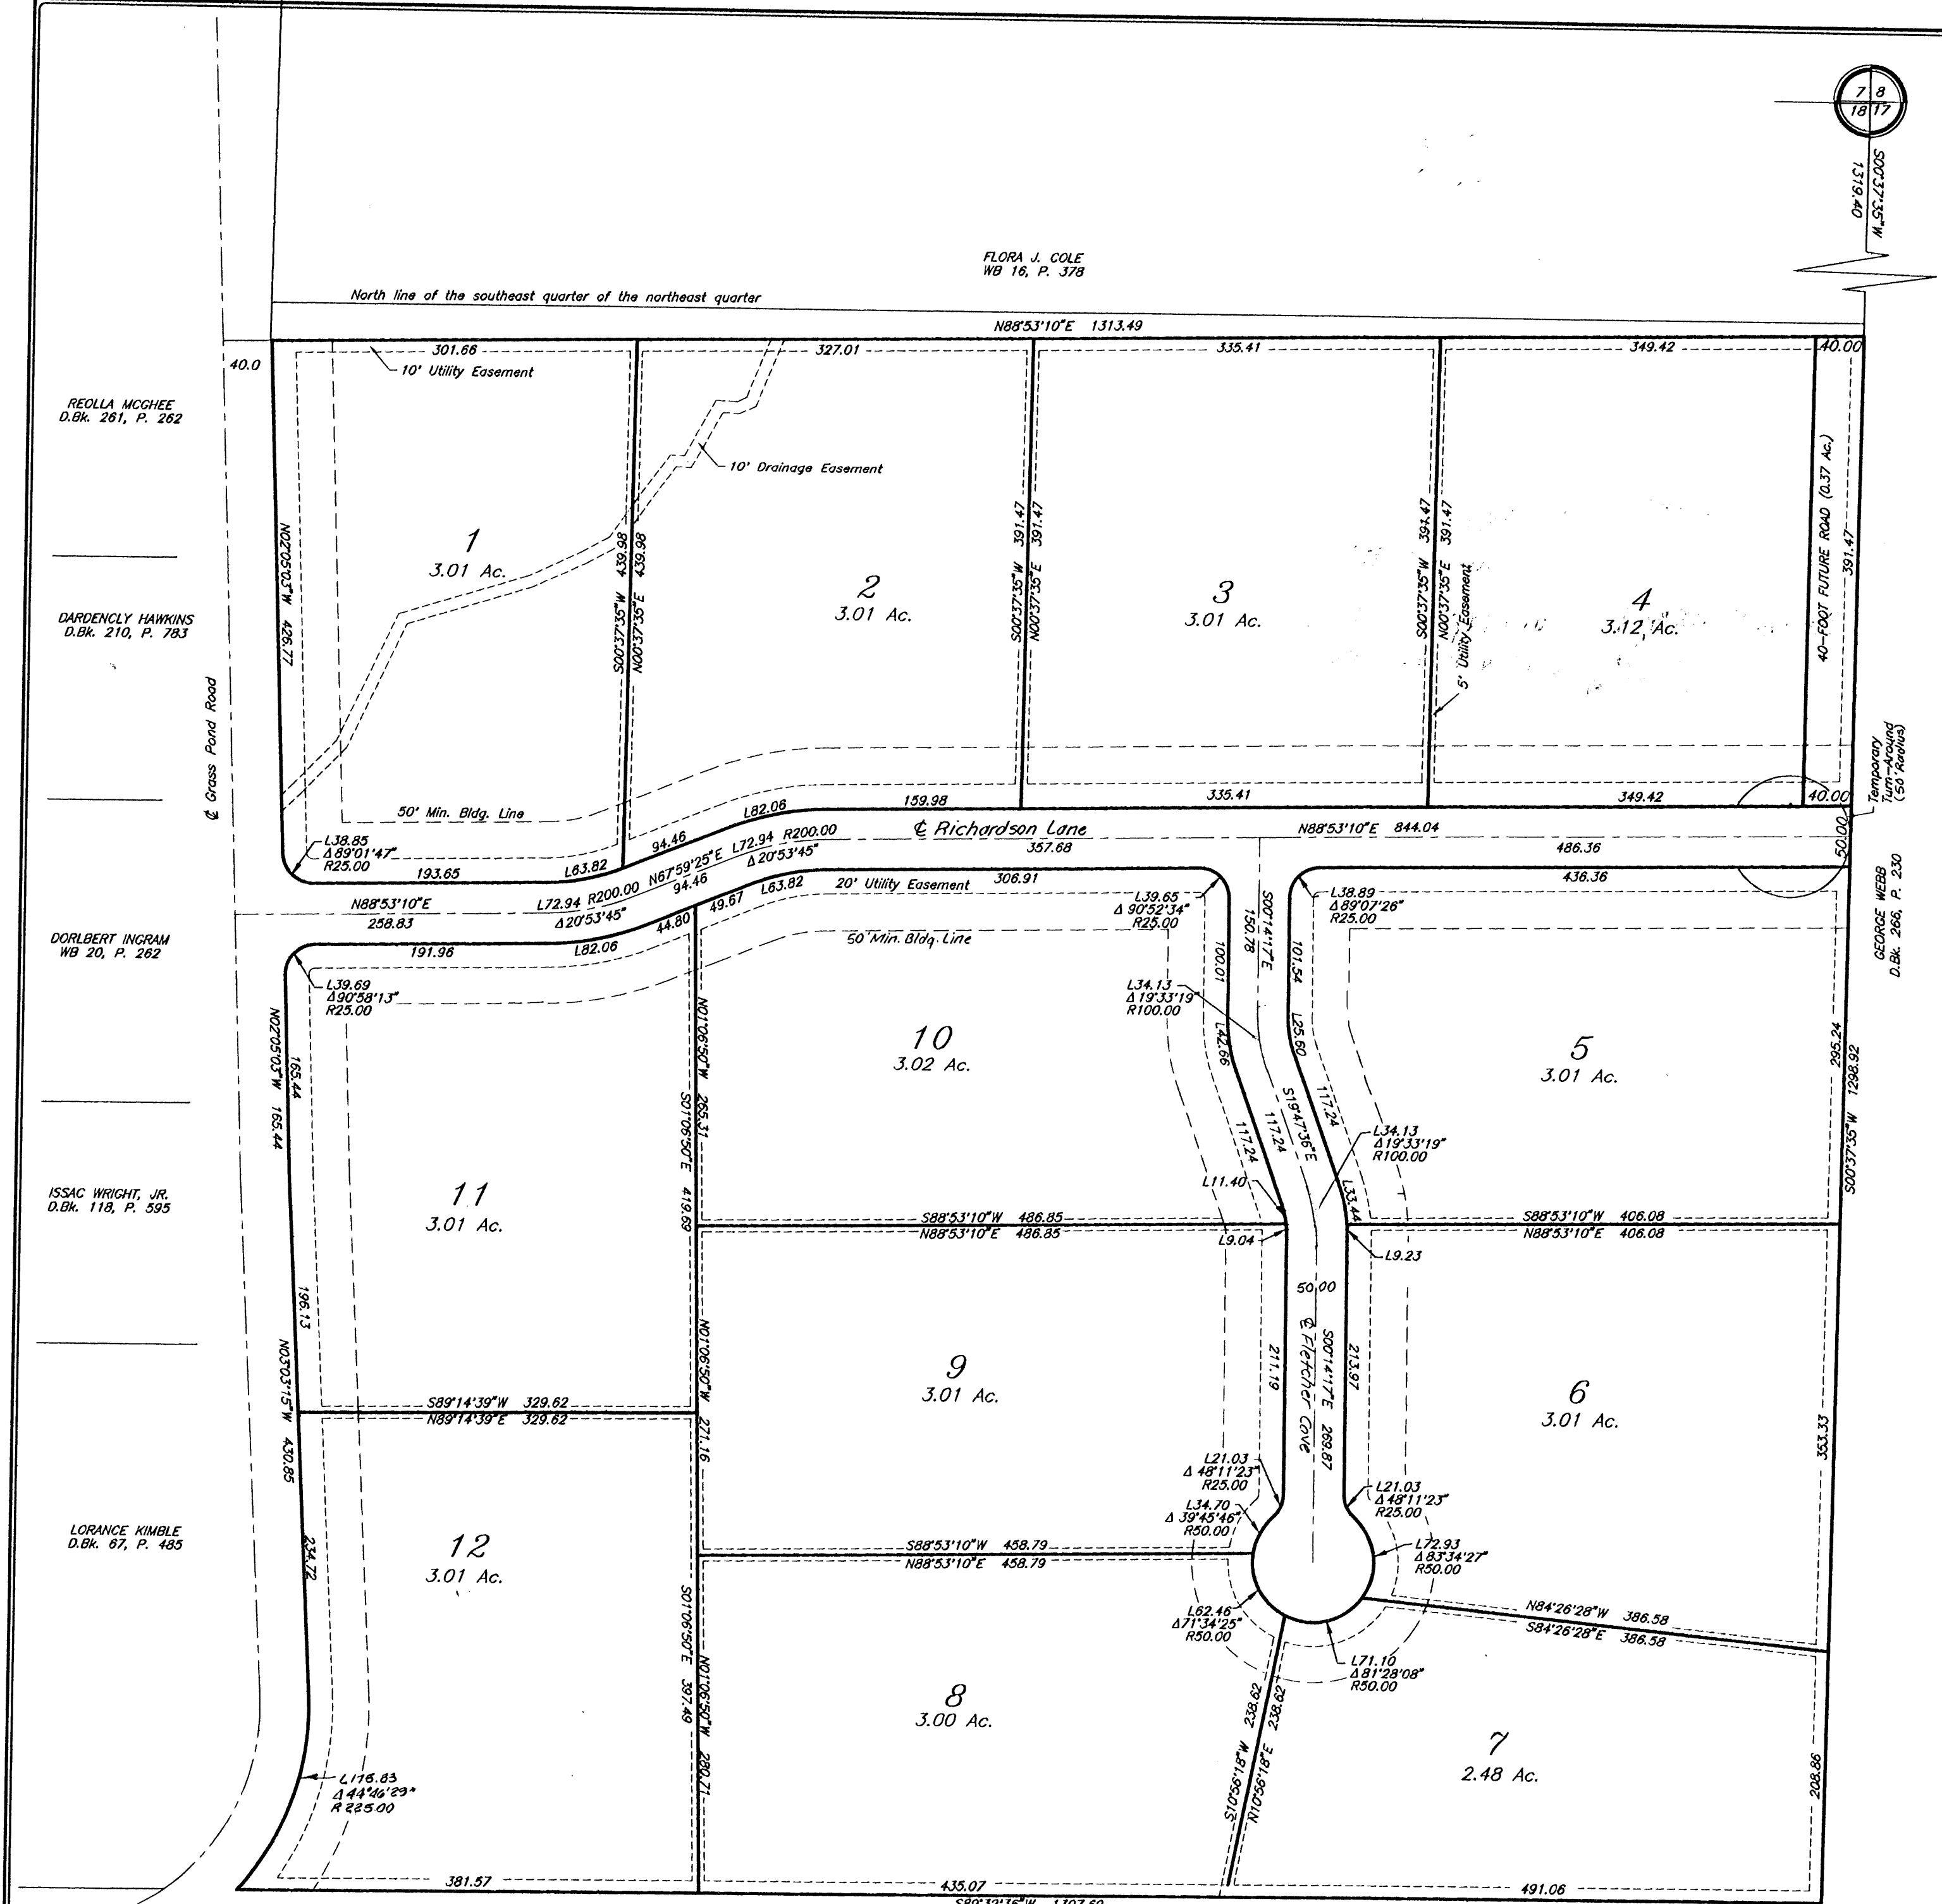 7 8
18 17
S00°37'35"W
1319.40
FLORA J. COLE
WB 16, P. 378
North line of the southeast quarter of the northeast quarter
N88°53'10"E 1313.49
40.0
301.66
327.01
335.41
349.42
40.00
10' Utility Easement
10' Drainage Easement
REOLLA MCGHEE
D.Bk. 261, P. 262
DARDENCLY HAWKINS
D.Bk. 210, P. 783
DORLBERT INGRAM
WB 20, P. 262
ISSAC WRIGHT, JR.
D.Bk. 118, P. 595
LORANCE KIMBLE
D.Bk. 67, P. 485
℄ Grass Pond Road
N02°05'03"W 426.77
1
3.01 Ac.
S00°37'35"W 439.98
N00°37'35"E 439.98
2
3.01 Ac.
S00°37'35"W 391.47
N00°37'35"E 391.47
3
3.01 Ac.
S00°37'35"W 391.47
N00°37'35"E 391.47
5' Utility Easement
4
3.12 Ac.
40-FOOT FUTURE ROAD (0.37 Ac.)
391.47
Temporary
Turn-Around
(50' Radius)
GEORGE WEBB
D.Bk. 266, P. 230
50' Min. Bldg. Line
L38.85
Δ89°01'47"
R25.00
193.65
L63.82
94.46
L82.06
159.98
335.41
349.42
40.00
50.00
N88°53'10"E
258.83
L72.94 R200.00
Δ20°53'45"
N67°59'25"E
94.46
L72.94 R200.00
Δ20°53'45"
℄ Richardson Lane
357.68
N88°53'10"E 844.04
486.36
191.96
L82.06
44.80
49.67
L63.82
20' Utility Easement
306.91
436.36
50' Min. Bldg. Line
L39.65
Δ90°52'34"
R25.00
L38.89
Δ89°07'26"
R25.00
L39.69
Δ90°58'13"
R25.00
S00°14'17"E
150.78
100.01
101.54
L34.13
Δ19°33'19"
R100.00
L42.66
L25.60
117.24
117.24
S19°47'36"E
117.24
L34.13
Δ19°33'19"
R100.00
L11.40
L33.44
L9.04
L9.23
N02°05'03"W 165.44
165.44
11
3.01 Ac.
196.13
N01°06'50"W 265.31
S01°06'50"E 419.69
10
3.02 Ac.
5
3.01 Ac.
295.24
S00°37'35"W 1298.92
S88°53'10"W 486.85
N88°53'10"E 486.85
S88°53'10"W 406.08
N88°53'10"E 406.08
50.00
℄ Fletcher Cove
S00°14'17"E 269.87
211.19
213.97
N03°03'15"W 430.85
S89°14'39"W 329.62
N89°14'39"E 329.62
N01°06'50"W 271.16
9
3.01 Ac.
6
3.01 Ac.
353.33
L21.03
Δ48°11'23"
R25.00
L34.70
Δ39°45'46"
R50.00
L21.03
Δ48°11'23"
R25.00
L72.93
Δ83°34'27"
R50.00
234.72
12
3.01 Ac.
S88°53'10"W 458.79
N88°53'10"E 458.79
S01°06'50"E 397.49
N01°06'50"W 280.71
L62.46
Δ71°34'25"
R50.00
L71.10
Δ81°28'08"
R50.00
N84°26'28"W 386.58
S84°26'28"E 386.58
8
3.00 Ac.
S10°56'18"W 238.62
N10°56'18"E 238.62
7
2.48 Ac.
208.86
L176.83
Δ44°46'29"
R225.00
381.57
435.07
491.06